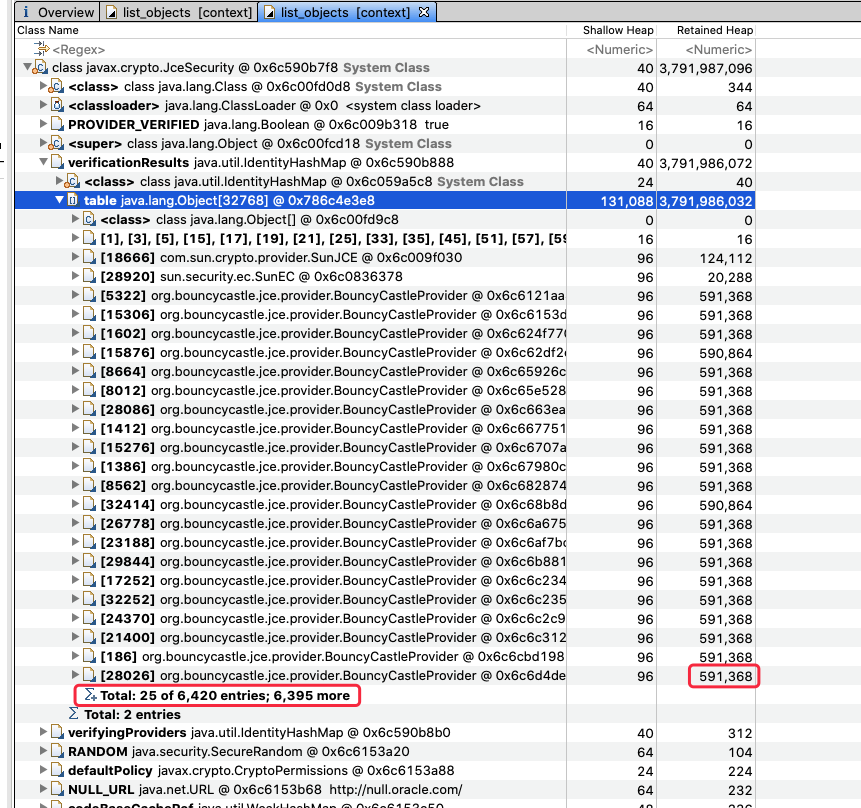 i Overview list_objects [context] list_objects [context]
Class Name Shallow Heap Retained Heap
<Regex> <Numeric> <Numeric>
class javax.crypto.JceSecurity @ 0x6c590b7f8 System Class 40 3,791,987,096
<class> class java.lang.Class @ 0x6c00fd0d8 System Class 40 344
<classloader> java.lang.ClassLoader @ 0x0 <system class loader> 64 64
PROVIDER_VERIFIED java.lang.Boolean @ 0x6c009b318 true 16 16
<super> class java.lang.Object @ 0x6c00fcd18 System Class 0 0
verificationResults java.util.IdentityHashMap @ 0x6c590b888 40 3,791,986,072
<class> class java.util.IdentityHashMap @ 0x6c059a5c8 System Class 24 40
table java.lang.Object[32768] @ 0x786c4e3e8 131,088 3,791,986,032
<class> class java.lang.Object[] @ 0x6c00fd9c8 0 0
[1], [3], [5], [15], [17], [19], [21], [25], [33], [35], [45], [51], [57], [59 16 16
[18666] com.sun.crypto.provider.SunJCE @ 0x6c009f030 96 124,112
[28920] sun.security.ec.SunEC @ 0x6c0836378 96 20,288
[5322] org.bouncycastle.jce.provider.BouncyCastleProvider @ 0x6c6121aa 96 591,368
[15306] org.bouncycastle.jce.provider.BouncyCastleProvider @ 0x6c6153d 96 591,368
[1602] org.bouncycastle.jce.provider.BouncyCastleProvider @ 0x6c624f770 96 591,368
[15876] org.bouncycastle.jce.provider.BouncyCastleProvider @ 0x6c62df2 96 590,864
[8664] org.bouncycastle.jce.provider.BouncyCastleProvider @ 0x6c65926c 96 591,368
[8012] org.bouncycastle.jce.provider.BouncyCastleProvider @ 0x6c65e528 96 591,368
[28086] org.bouncycastle.jce.provider.BouncyCastleProvider @ 0x6c663ea 96 591,368
[1412] org.bouncycastle.jce.provider.BouncyCastleProvider @ 0x6c667751 96 591,368
[15276] org.bouncycastle.jce.provider.BouncyCastleProvider @ 0x6c6707a 96 591,368
[1386] org.bouncycastle.jce.provider.BouncyCastleProvider @ 0x6c67980c 96 591,368
[8562] org.bouncycastle.jce.provider.BouncyCastleProvider @ 0x6c682874 96 591,368
[32414] org.bouncycastle.jce.provider.BouncyCastleProvider @ 0x6c68b8d 96 590,864
[26778] org.bouncycastle.jce.provider.BouncyCastleProvider @ 0x6c6a675 96 591,368
[23188] org.bouncycastle.jce.provider.BouncyCastleProvider @ 0x6c6af7b 96 591,368
[29844] org.bouncycastle.jce.provider.BouncyCastleProvider @ 0x6c6b881 96 591,368
[17252] org.bouncycastle.jce.provider.BouncyCastleProvider @ 0x6c6c234 96 591,368
[32252] org.bouncycastle.jce.provider.BouncyCastleProvider @ 0x6c6c235 96 591,368
[24370] org.bouncycastle.jce.provider.BouncyCastleProvider @ 0x6c6c2c9 96 591,368
[21400] org.bouncycastle.jce.provider.BouncyCastleProvider @ 0x6c6c312 96 591,368
[186] org.bouncycastle.jce.provider.BouncyCastleProvider @ 0x6c6cbd198 96 591,368
[28026] org.bouncycastle.jce.provider.BouncyCastleProvider @ 0x6c6d4de 96 591,368
Total: 25 of 6,420 entries; 6,395 more
Total: 2 entries
verifyingProviders java.util.IdentityHashMap @ 0x6c590b8b0 40 312
RANDOM java.security.SecureRandom @ 0x6c6153a20 64 104
defaultPolicy javax.crypto.CryptoPermissions @ 0x6c6153a88 24 224
NULL_URL java.net.URL @ 0x6c6153b68 http://null.oracle.com/ 64 232